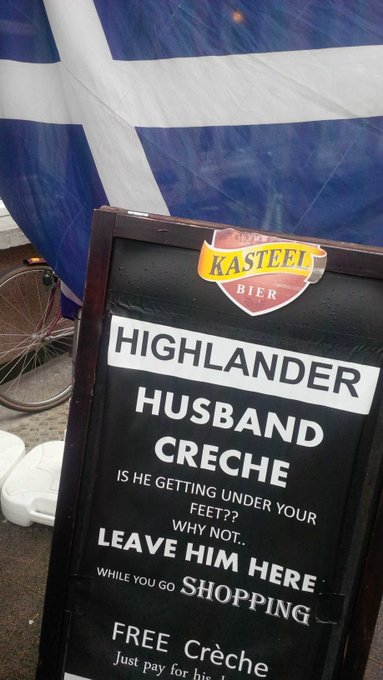 KASTEEL
BIER
HIGHLANDER
HUSBAND
CRECHE
IS HE GETTING UNDER YOUR
FEET??
WHY NOT..
LEAVE HIM HERE
WHILE YOU GO SHOPPING
FREE Crèche
Just pay for his